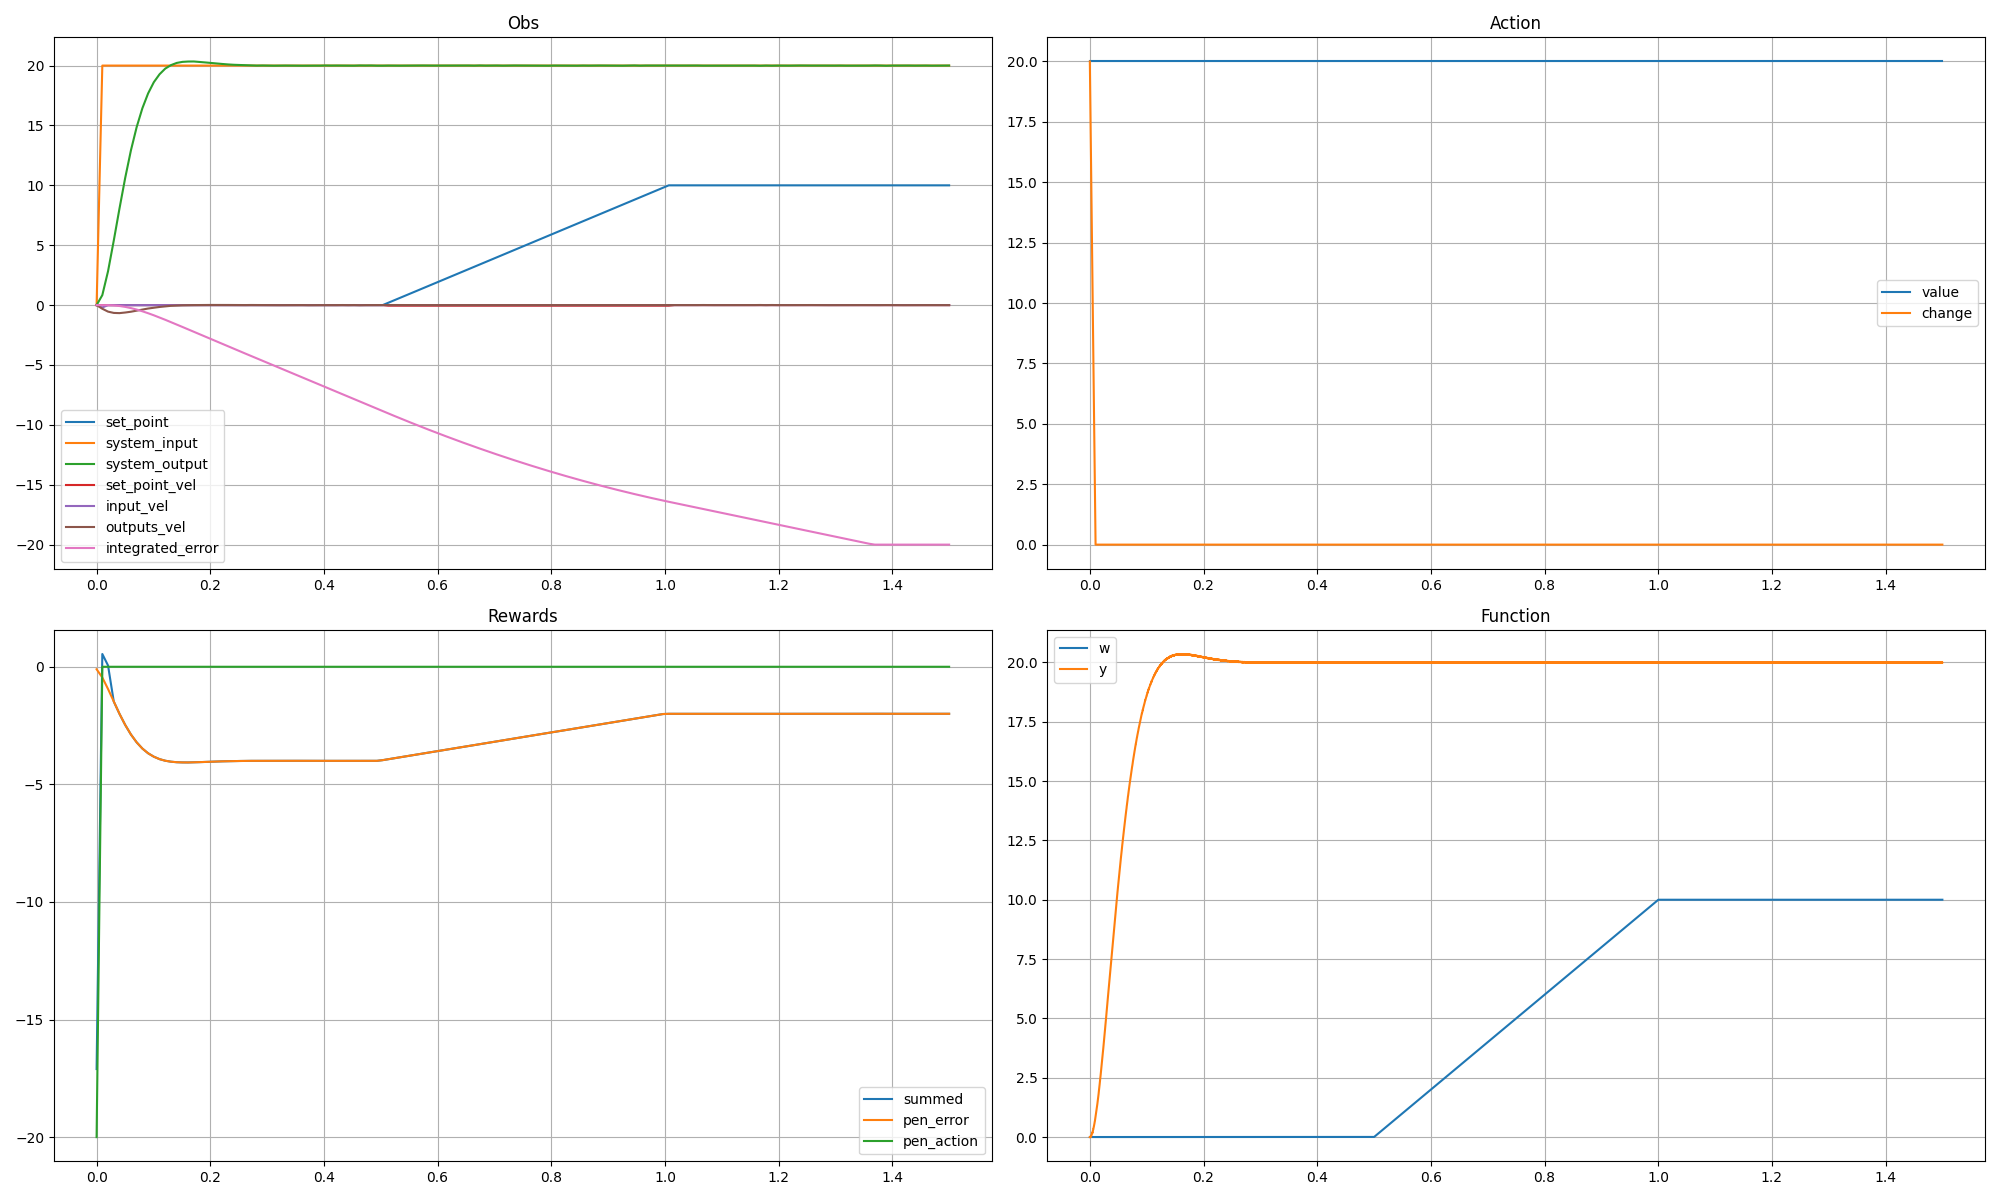 Obs
20
15
10
5
0
−5
−10
−15
−20
set_point
system_input
system_output
set_point_vel
input_vel
outputs_vel
integrated_error
0.0 0.2 0.4 0.6 0.8 1.0 1.2 1.4
Action
20.0
17.5
15.0
12.5
10.0
7.5
5.0
2.5
0.0
value
change
0.0 0.2 0.4 0.6 0.8 1.0 1.2 1.4
Rewards
0
−5
−10
−15
−20
summed
pen_error
pen_action
0.0 0.2 0.4 0.6 0.8 1.0 1.2 1.4
Function
w
y
20.0
17.5
15.0
12.5
10.0
7.5
5.0
2.5
0.0
0.0 0.2 0.4 0.6 0.8 1.0 1.2 1.4